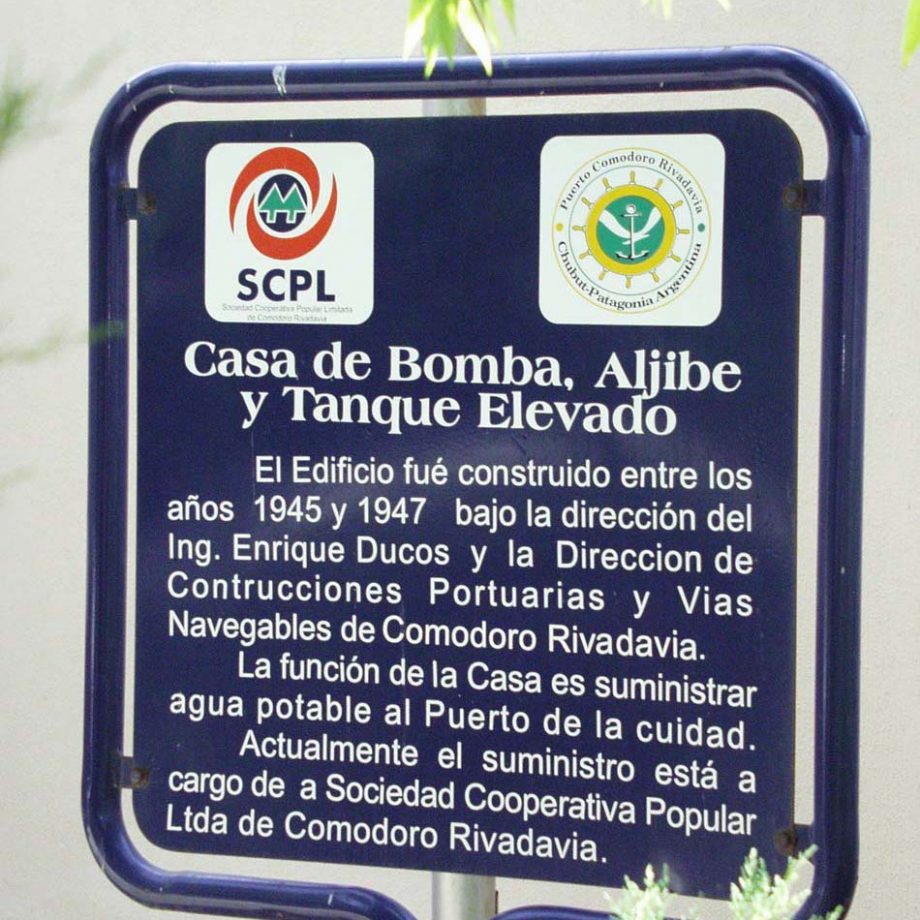 SCPL
Sociedad Cooperativa Popular Limitada
de Comodoro Rivadavia
Puerto Comodoro Rivadavia
Chubut-Patagonia Argentina
Casa de Bomba, Aljibe
y Tanque Elevado
El Edificio fué construido entre los
años 1945 y 1947 bajo la dirección del
Ing. Enrique Ducos y la Direccion de
Contrucciones Portuarias y Vias
Navegables de Comodoro Rivadavia.
La función de la Casa es suministrar
agua potable al Puerto de la cuidad.
Actualmente el suministro está a
cargo de a Sociedad Cooperativa Popular
Ltda de Comodoro Rivadavia.